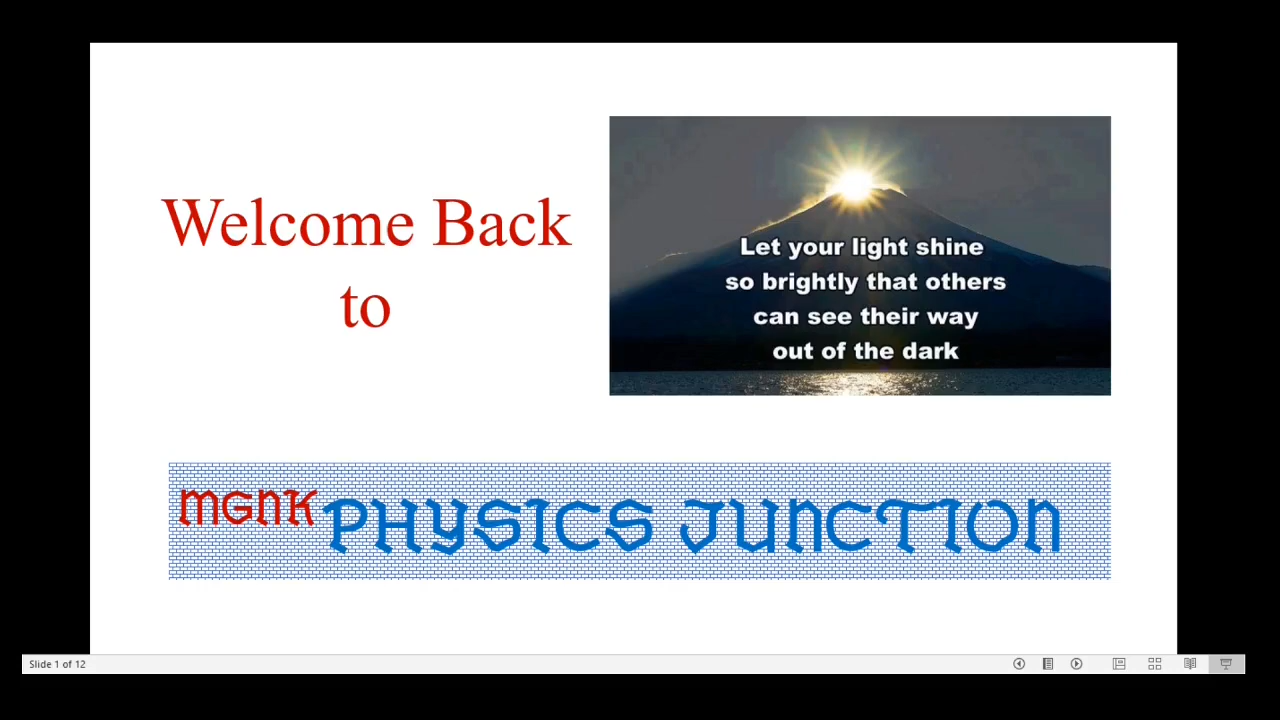 Welcome Back
to
Let your light shine
so brightly that others
can see their way
out of the dark
MGNK PHYSICS JUNCTION
Slide 1 of 12